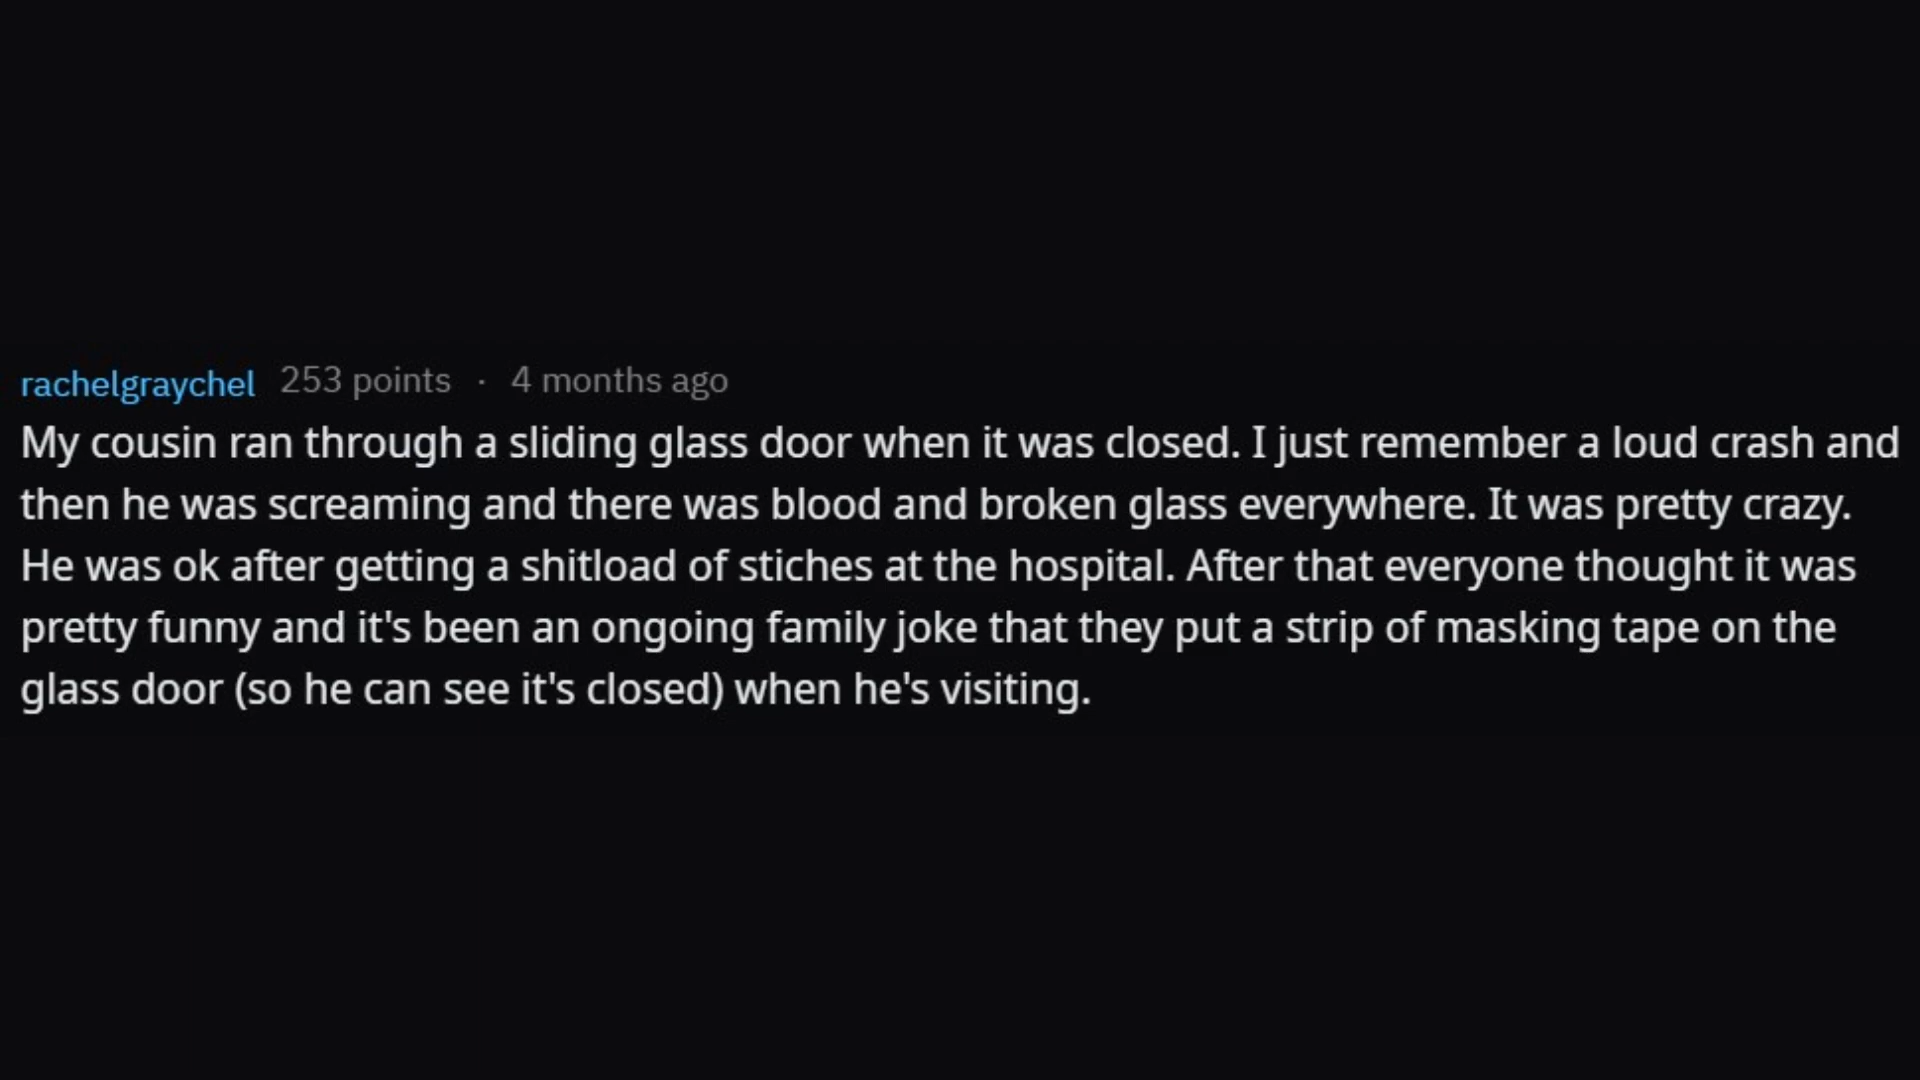 rachelgraychel 253 points · 4 months ago
My cousin ran through a sliding glass door when it was closed. I just remember a loud crash and
then he was screaming and there was blood and broken glass everywhere. It was pretty crazy.
He was ok after getting a shitload of stiches at the hospital. After that everyone thought it was
pretty funny and it's been an ongoing family joke that they put a strip of masking tape on the
glass door (so he can see it's closed) when he's visiting.